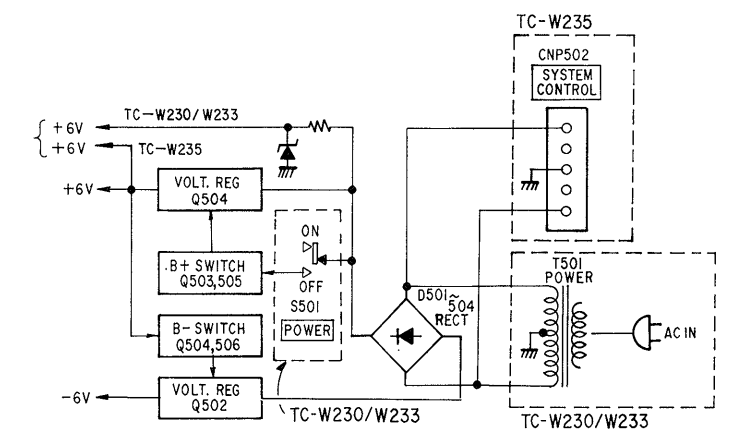 TC-W235
CNP502
SYSTEM
CONTROL
TC-W230/W233
+6V
+6V
TC-W235
+6V
VOLT. REG
Q504
ON
OFF
S501
POWER
B+ SWITCH
Q503,505
B- SWITCH
Q504,506
-6V
VOLT. REG
Q502
TC-W230/W233
D501~504
RECT
T501
POWER
AC IN
TC-W230/W233